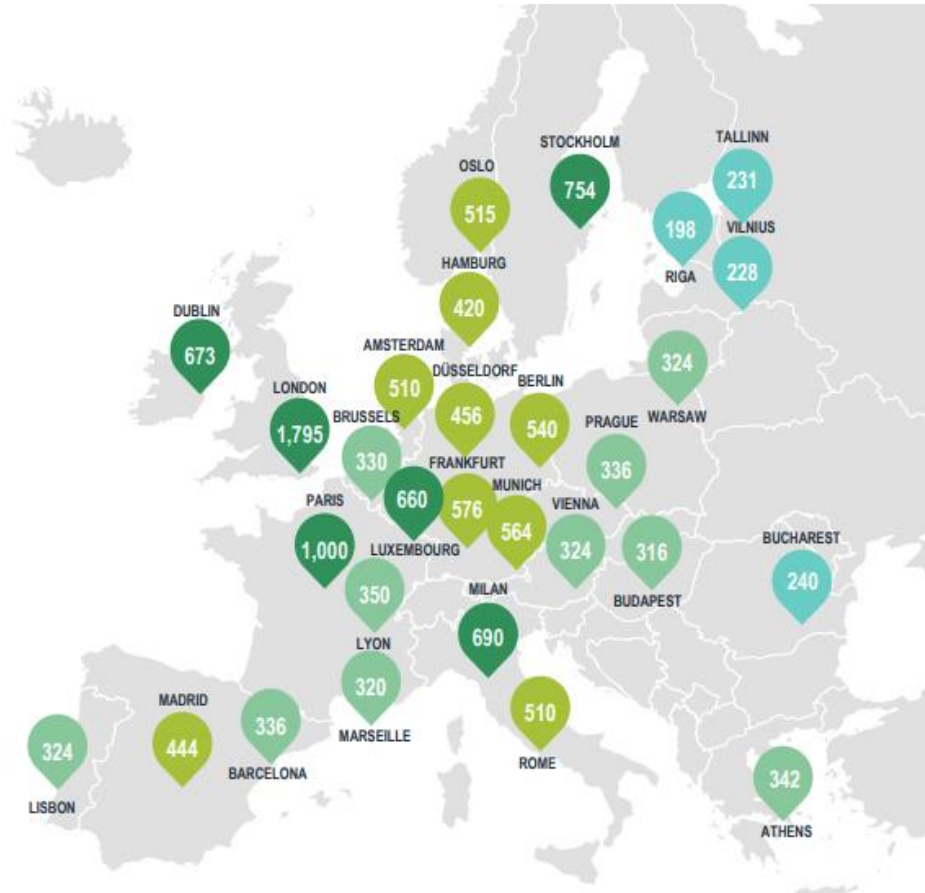 TALLINN
231
STOCKHOLM
754
OSLO
515
198
RIGA
VILNIUS
228
HAMBURG
420
DUBLIN
673
AMSTERDAM
510
DÜSSELDORF
456
BERLIN
540
324
WARSAW
LONDON
1,795
BRUSSELS
330
PRAGUE
336
FRANKFURT
576
MUNICH
564
660
LUXEMBOURG
VIENNA
324
PARIS
1,000
316
BUDAPEST
BUCHAREST
240
350
LYON
MILAN
690
320
MARSEILLE
MADRID
444
336
BARCELONA
510
ROME
324
LISBON
342
ATHENS